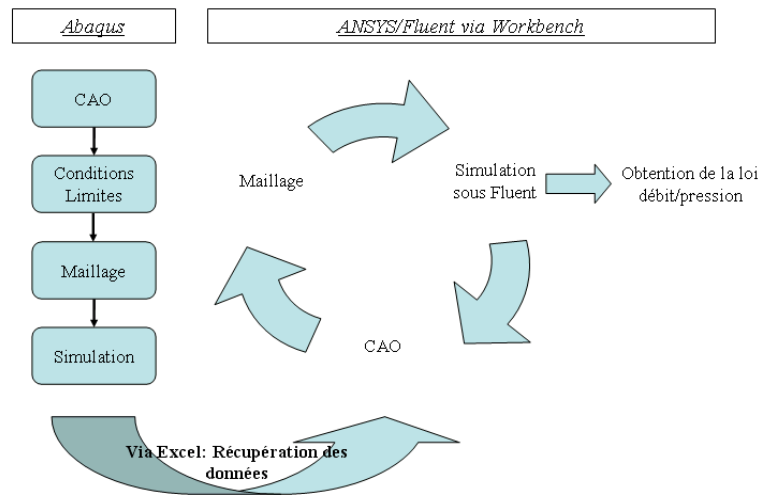 Abaqus
ANSYS/Fluent via Workbench
CAO
Conditions
Limites
Maillage
Simulation
Maillage
Simulation
sous Fluent
Obtention de la loi
débit/pression
CAO
Via Excel: Récupération des
données